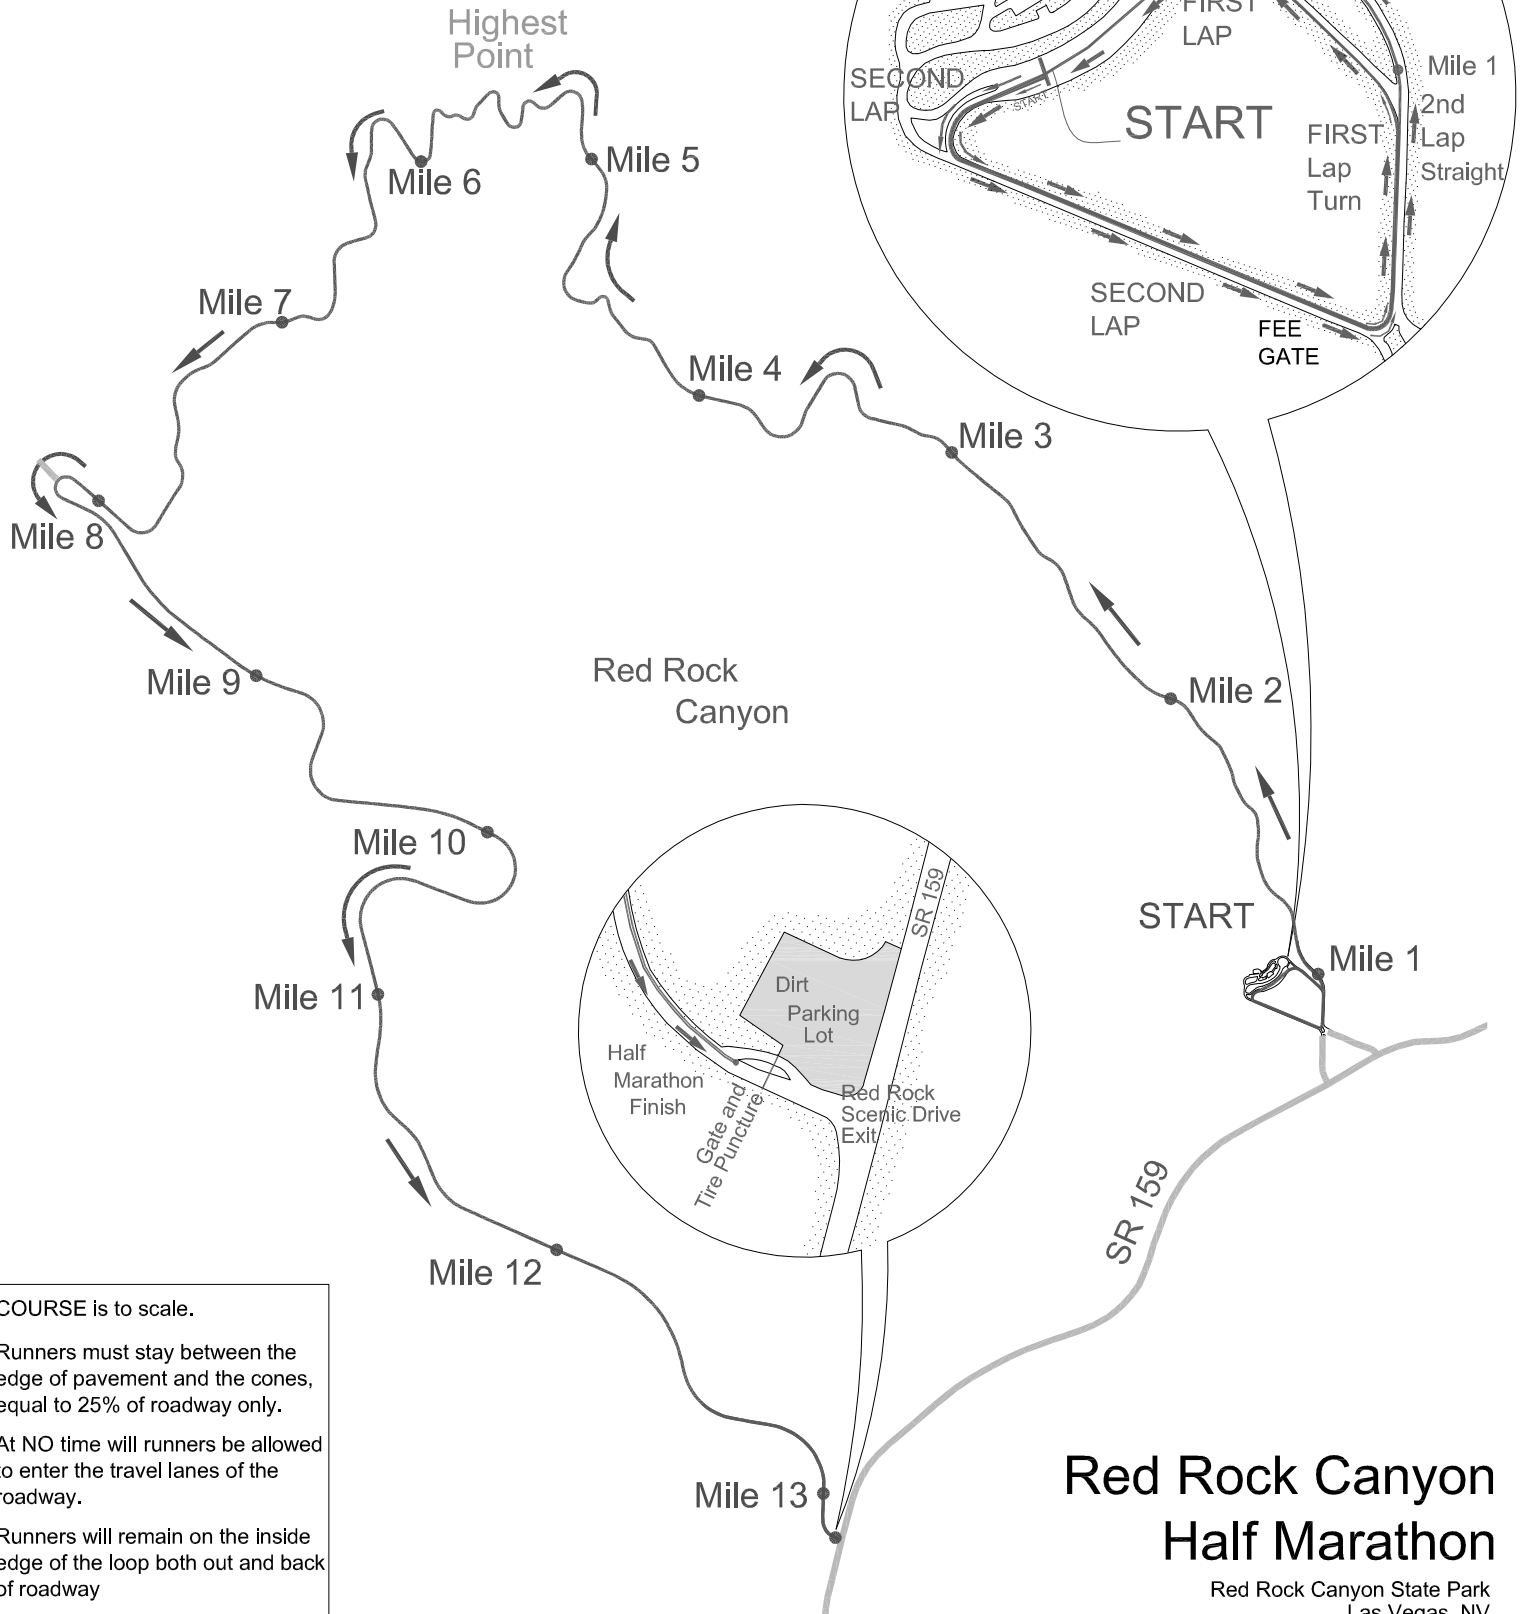 Highest
Point
FIRST
LAP
SECOND
LAP
START
START
Mile 1
2nd
Lap
Straight
FIRST
Lap
Turn
SECOND
LAP
FEE
GATE
Mile 5
Mile 6
Mile 7
Mile 4
Mile 3
Mile 8
Mile 9
Red Rock
Canyon
Mile 2
Mile 10
START
Mile 1
Mile 11
SR 159
Dirt
Parking
Lot
Half
Marathon
Finish
Gate and
Tire Puncture
Red Rock
Scenic Drive
Exit
SR 159
Mile 12
Mile 13
COURSE is to scale.
Runners must stay between the
edge of pavement and the cones,
equal to 25% of roadway only.
At NO time will runners be allowed
to enter the travel lanes of the
roadway.
Runners will remain on the inside
edge of the loop both out and back
of roadway
Red Rock Canyon
Half Marathon
Red Rock Canyon State Park
Las Vegas, NV